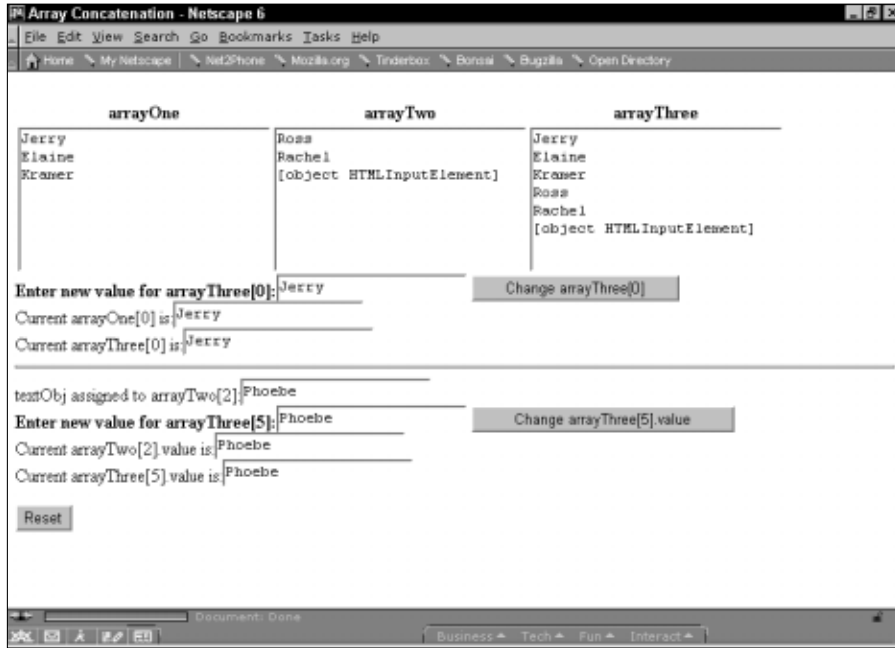 Array Concatenation - Netscape 6
File Edit View Search Go Bookmarks Tasks Help
Home My Netscape Net2Phone Mozilla.org Tinderbox Bonsai Bugzilla Open Directory
arrayOne arrayTwo arrayThree
Jerry Ross Jerry
Elaine Rachel Elaine
Kramer [object HTMLInputElement] Kramer
Ross
Rachel
[object HTMLInputElement]
Enter new value for arrayThree[0]: Jerry Change arrayThree[0]
Current arrayOne[0] is: Jerry
Current arrayThree[0] is: Jerry
textObj assigned to arrayTwo[2]: Phoebe
Enter new value for arrayThree[5]: Phoebe Change arrayThree[5].value
Current arrayTwo[2].value is: Phoebe
Current arrayThree[5].value is: Phoebe
Reset
Document: Done
Business Tech Fun Interact